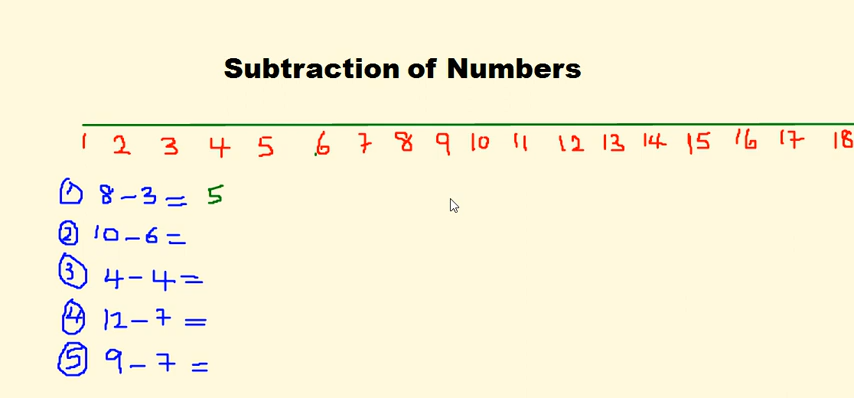 Subtraction of Numbers
1 2 3 4 5 6 7 8 9 10 11 12 13 14 15 16 17 18
① 8-3= 5
② 10-6=
③ 4-4=
④ 12-7=
⑤ 9-7=